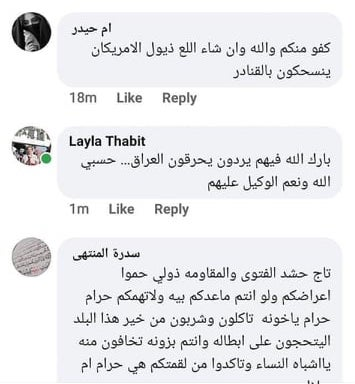 ام حيدر
كفو منكم والله وان شاء اللع ذيول الامريكان
ينسحكون بالقنادر
18m Like Reply
Layla Thabit
بارك الله فيهم يردون يحرقون العراق... حسبي
الله ونعم الوكيل عليهم
1m Like Reply
سدرة المنتهى
تاج حشد الفتوى والمقاومه ذولي حموا
اعراضكم ولو انتم ماعدكم بيه ولاتهمكم حرام
حرام ياخونه تاكلون وشربون من خير هذا البلد
اليتحجون على ابطاله وانتم بزونه تخافون منه
يااشباه النساء وتاكدوا من لقمتكم هي حرام ام